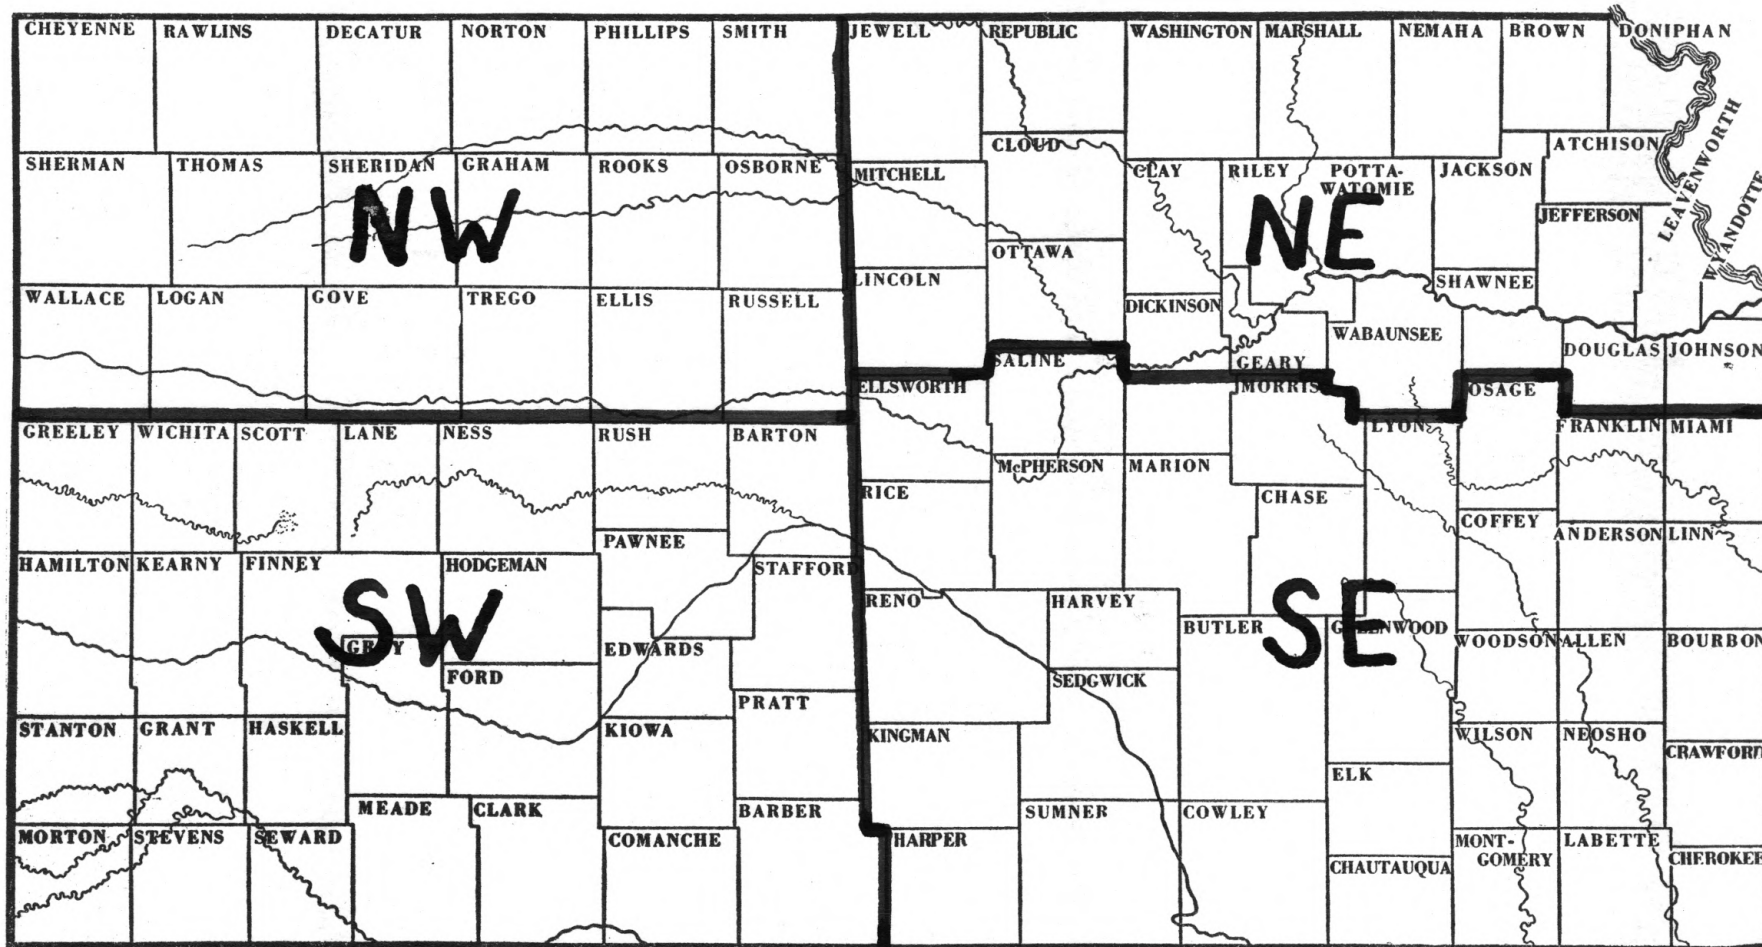 CHEYENNE RAWLINS DECATUR NORTON PHILLIPS SMITH JEWELL REPUBLIC WASHINGTON MARSHALL NEMAHA BROWN DONIPHAN
CLOUD ATCHISON
LEAVENWORTH
SHERMAN THOMAS SHERIDAN GRAHAM ROOKS OSBORNE MITCHELL CLAY RILEY POTTA-
WATOMIE JACKSON
WYANDOTTE
JEFFERSON
NW
NE
OTTAWA
LINCOLN SHAWNEE
WALLACE LOGAN GOVE TREGO ELLIS RUSSELL DICKINSON
WABAUNSEE
SALINE GEARY DOUGLAS JOHNSON
ELLSWORTH MORRIS OSAGE
GREELEY WICHITA SCOTT LANE NESS RUSH BARTON LYON FRANKLIN MIAMI
McPHERSON MARION
RICE CHASE
COFFEY
PAWNEE ANDERSON LINN
HAMILTON KEARNY FINNEY HODGEMAN STAFFORD
RENO HARVEY
SW
SE
BUTLER GREENWOOD
GRAY EDWARDS WOODSON ALLEN BOURBON
FORD SEDGWICK
PRATT
STANTON GRANT HASKELL KIOWA KINGMAN WILSON NEOSHO
CRAWFORD
ELK
MEADE CLARK BARBER SUMNER COWLEY
MORTON STEVENS SEWARD COMANCHE HARPER MONT-
GOMERY LABETTE
CHAUTAUQUA CHEROKEE